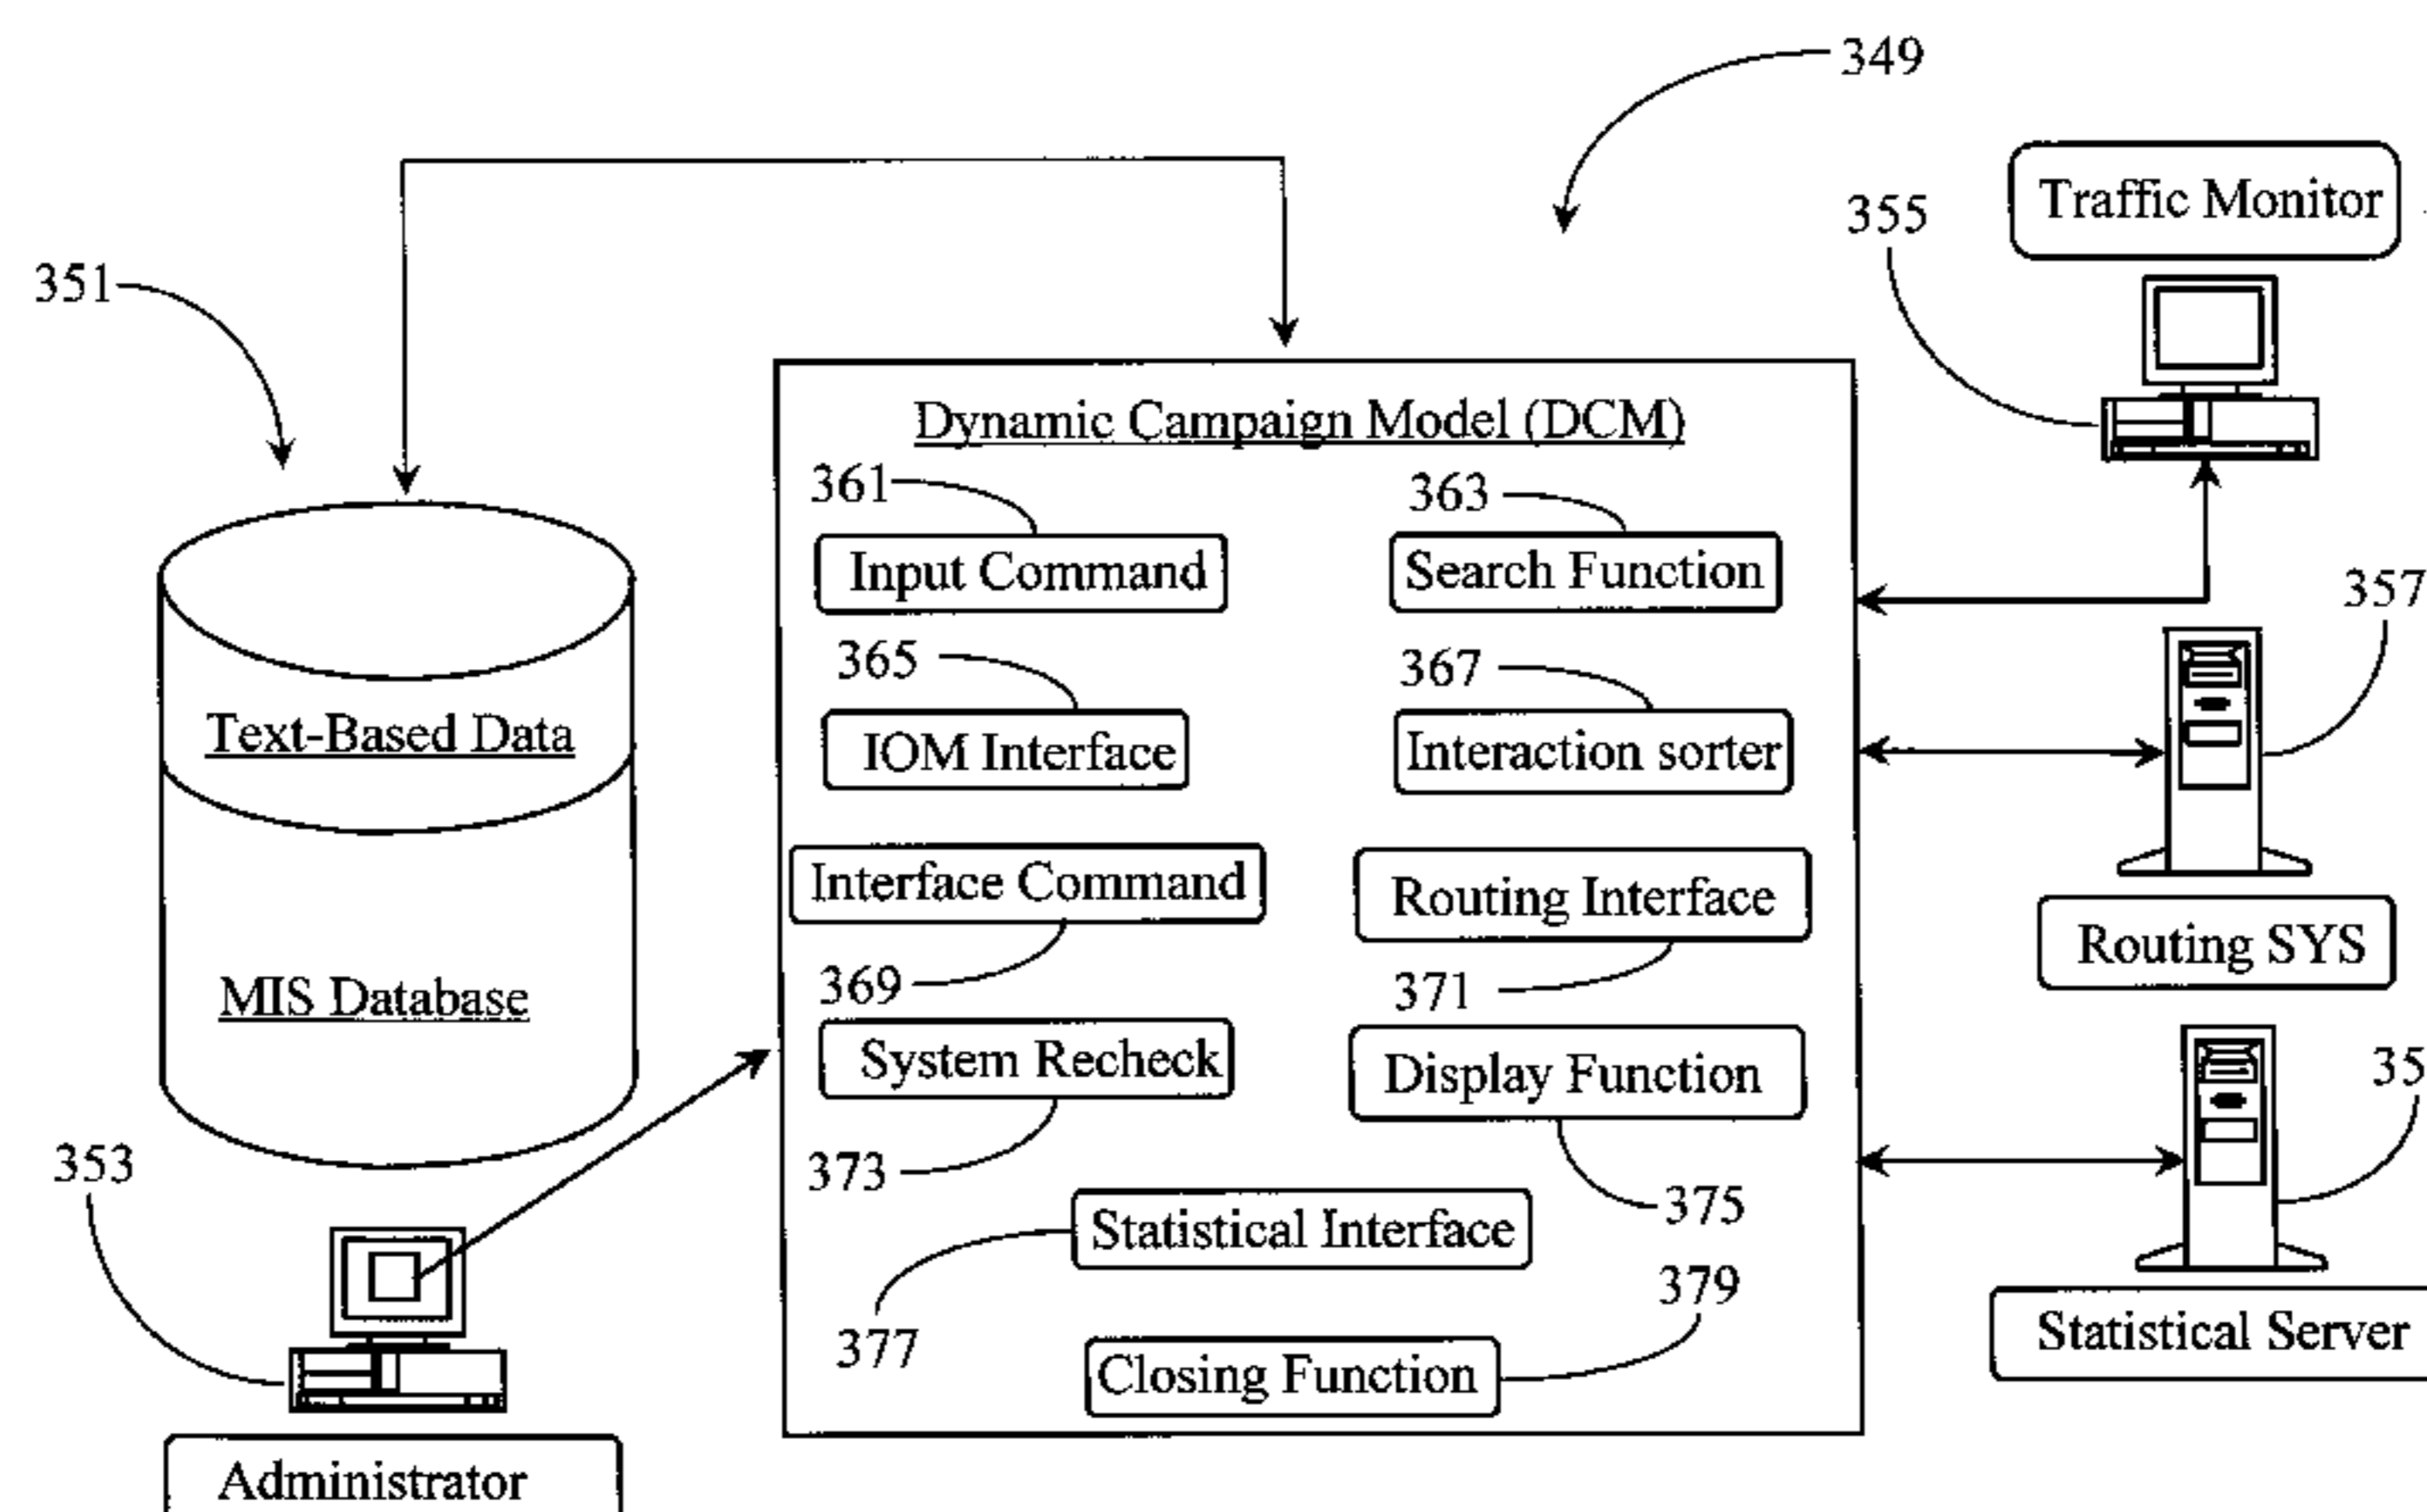 349
Traffic Monitor
355
351
Dynamic Campaign Model (DCM)
361
363
Input Command
Search Function
357
365
367
Text-Based Data
IOM Interface
Interaction sorter
Interface Command
Routing Interface
Routing SYS
369
371
MIS Database
System Recheck
Display Function
35
353
373
375
Statistical Interface
379
377
Statistical Server
Closing Function
Administrator